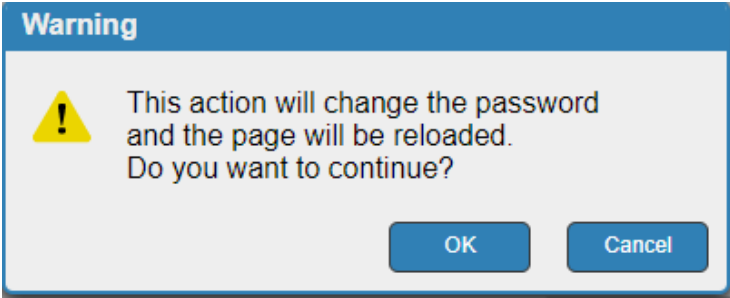 Warning
This action will change the password
and the page will be reloaded.
Do you want to continue?
OK Cancel